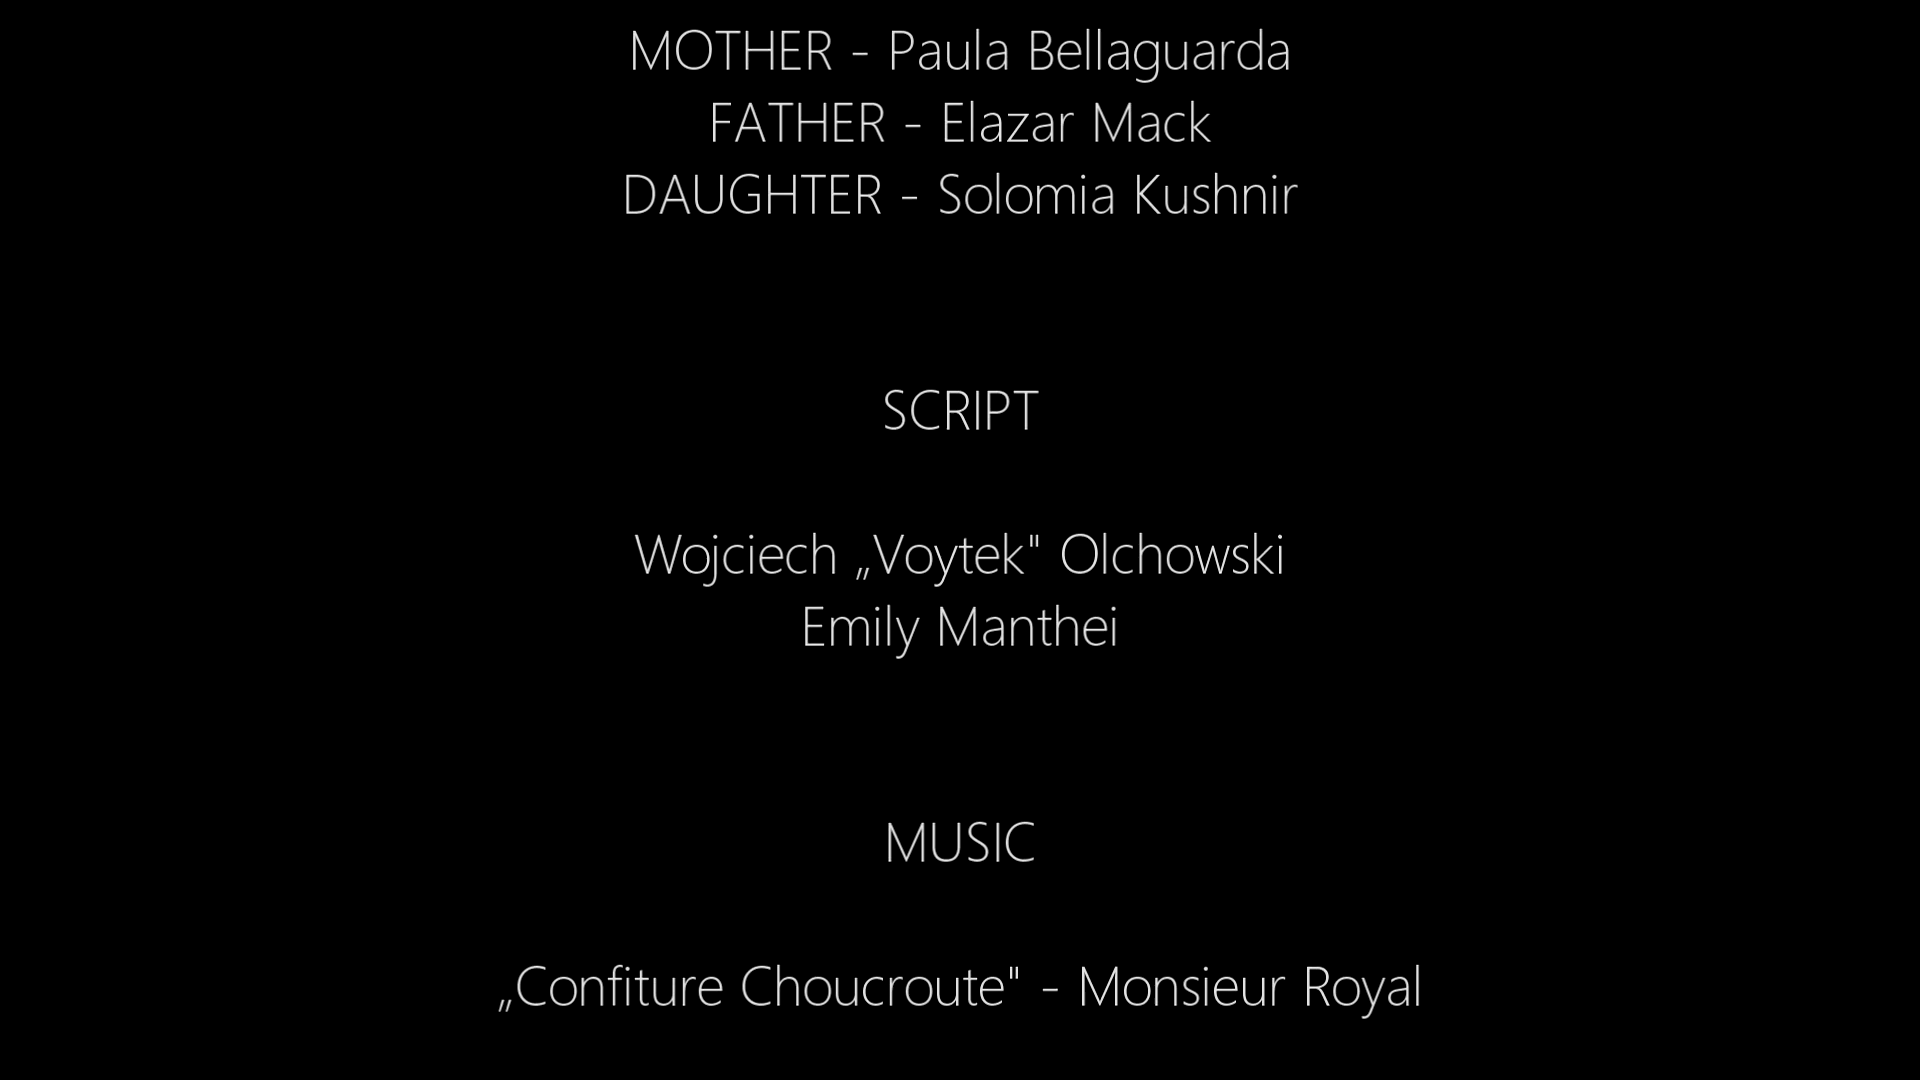 MOTHER - Paula Bellaguarda
FATHER - Elazar Mack
DAUGHTER - Solomia Kushnir
SCRIPT
Wojciech „Voytek" Olchowski
Emily Manthei
MUSIC
„Confiture Choucroute" - Monsieur Royal